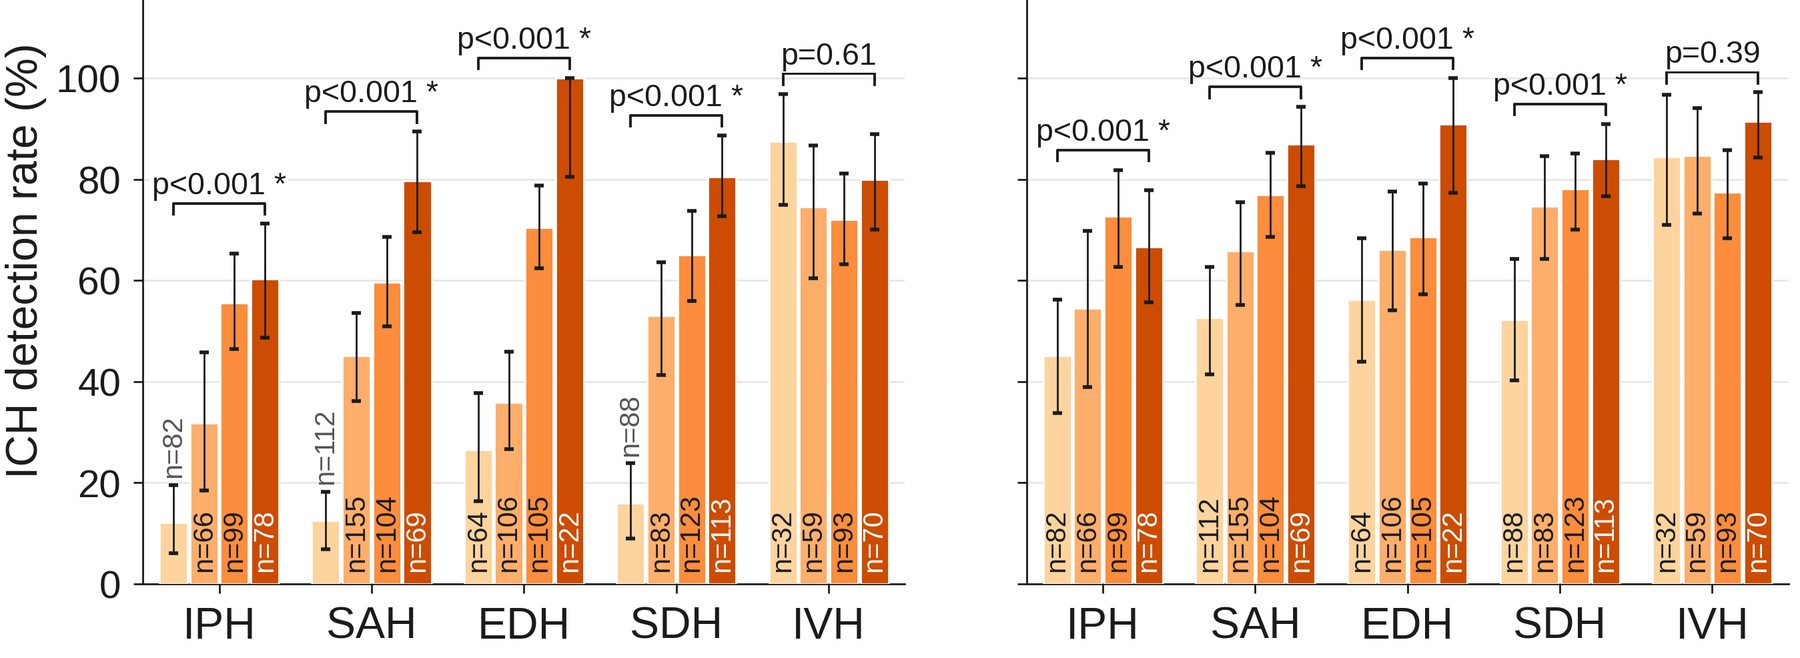 ICH detection rate (%)
100
80
60
40
20
0
p<0.001 *
p<0.001 *
p<0.001 *
p<0.001 *
p=0.61
n=82
n=66
n=99
n=78
n=112
n=155
n=104
n=69
n=64
n=106
n=105
n=22
n=88
n=83
n=123
n=113
n=32
n=59
n=93
n=70
IPH
SAH
EDH
SDH
IVH
p<0.001 *
p<0.001 *
p<0.001 *
p<0.001 *
p=0.39
n=82
n=66
n=99
n=78
n=112
n=155
n=104
n=69
n=64
n=106
n=105
n=22
n=88
n=83
n=123
n=113
n=32
n=59
n=93
n=70
IPH
SAH
EDH
SDH
IVH